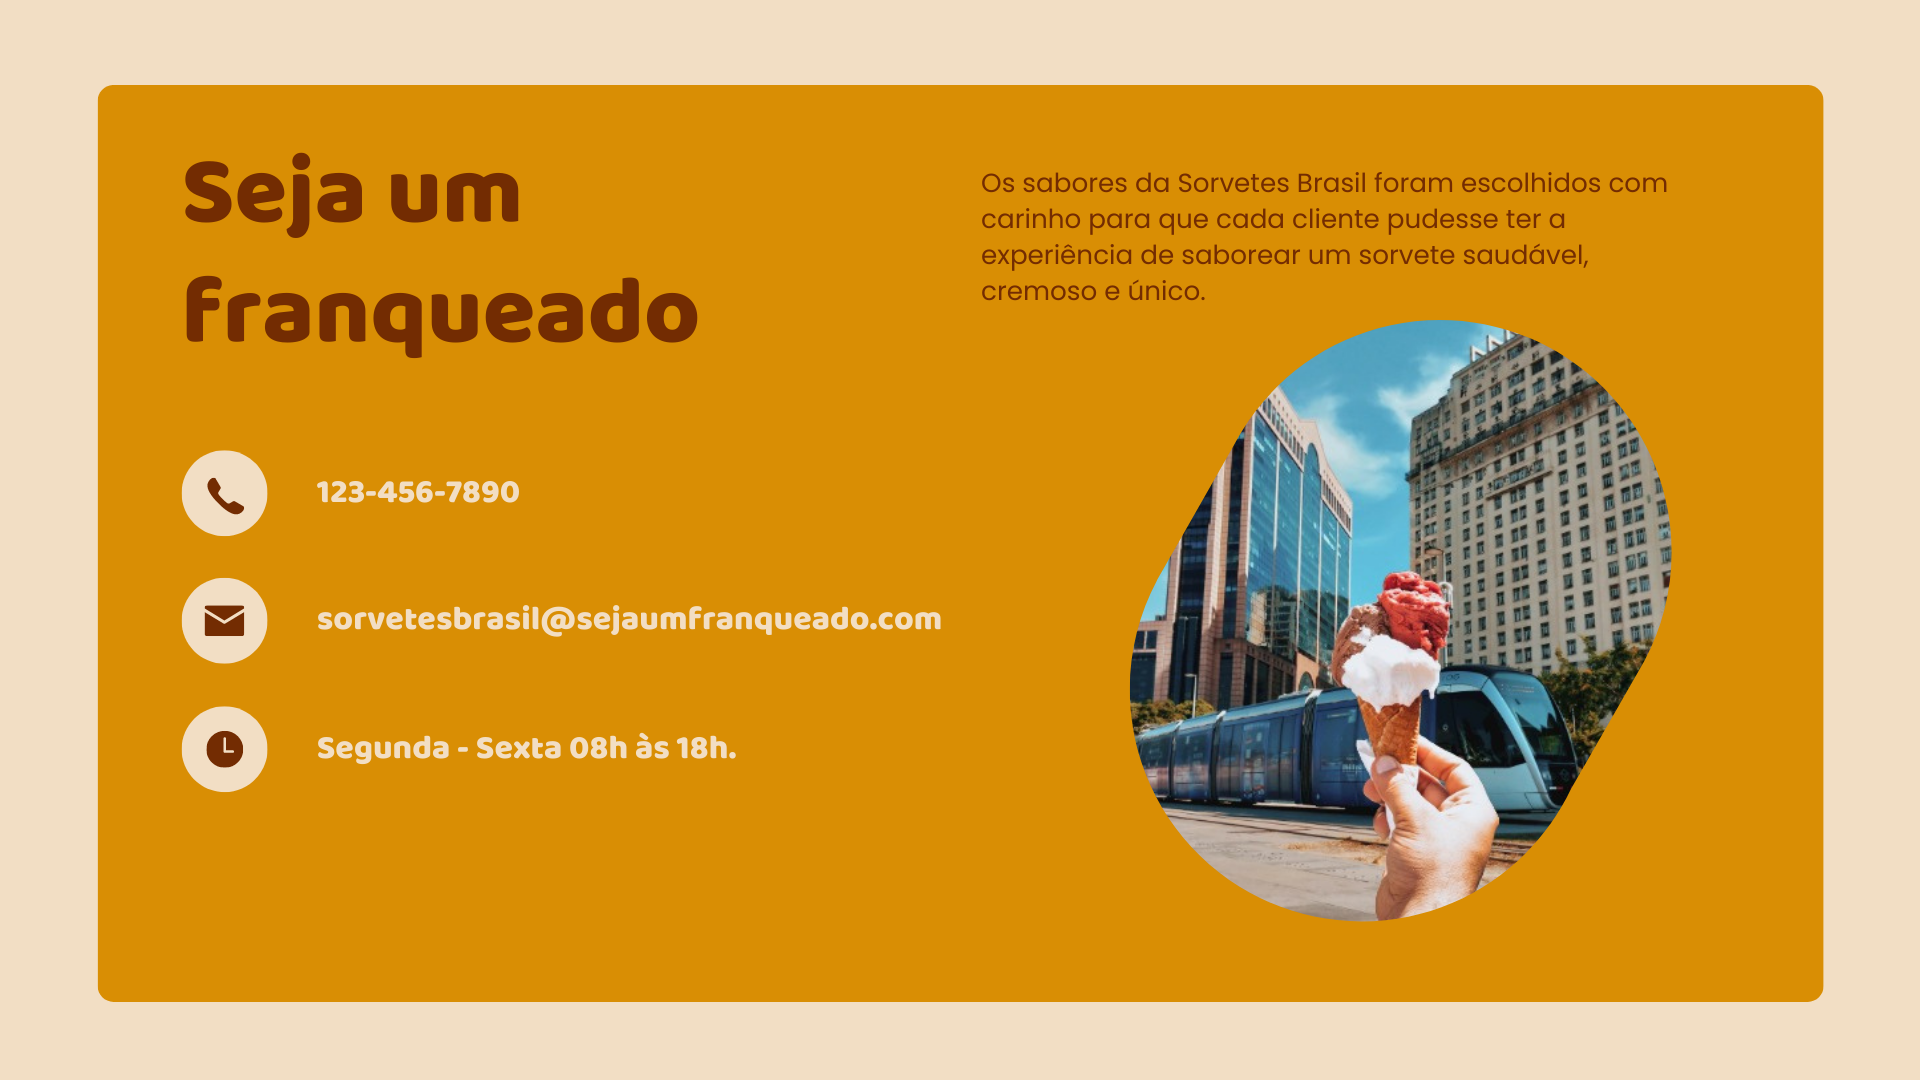 Seja um
franqueado
Os sabores da Sorvetes Brasil foram escolhidos com
carinho para que cada cliente pudesse ter a
experiência de saborear um sorvete saudável,
cremoso e único.
123-456-7890
sorvetesbrasil@sejaumfranqueado.com
Segunda - Sexta 08h às 18h.